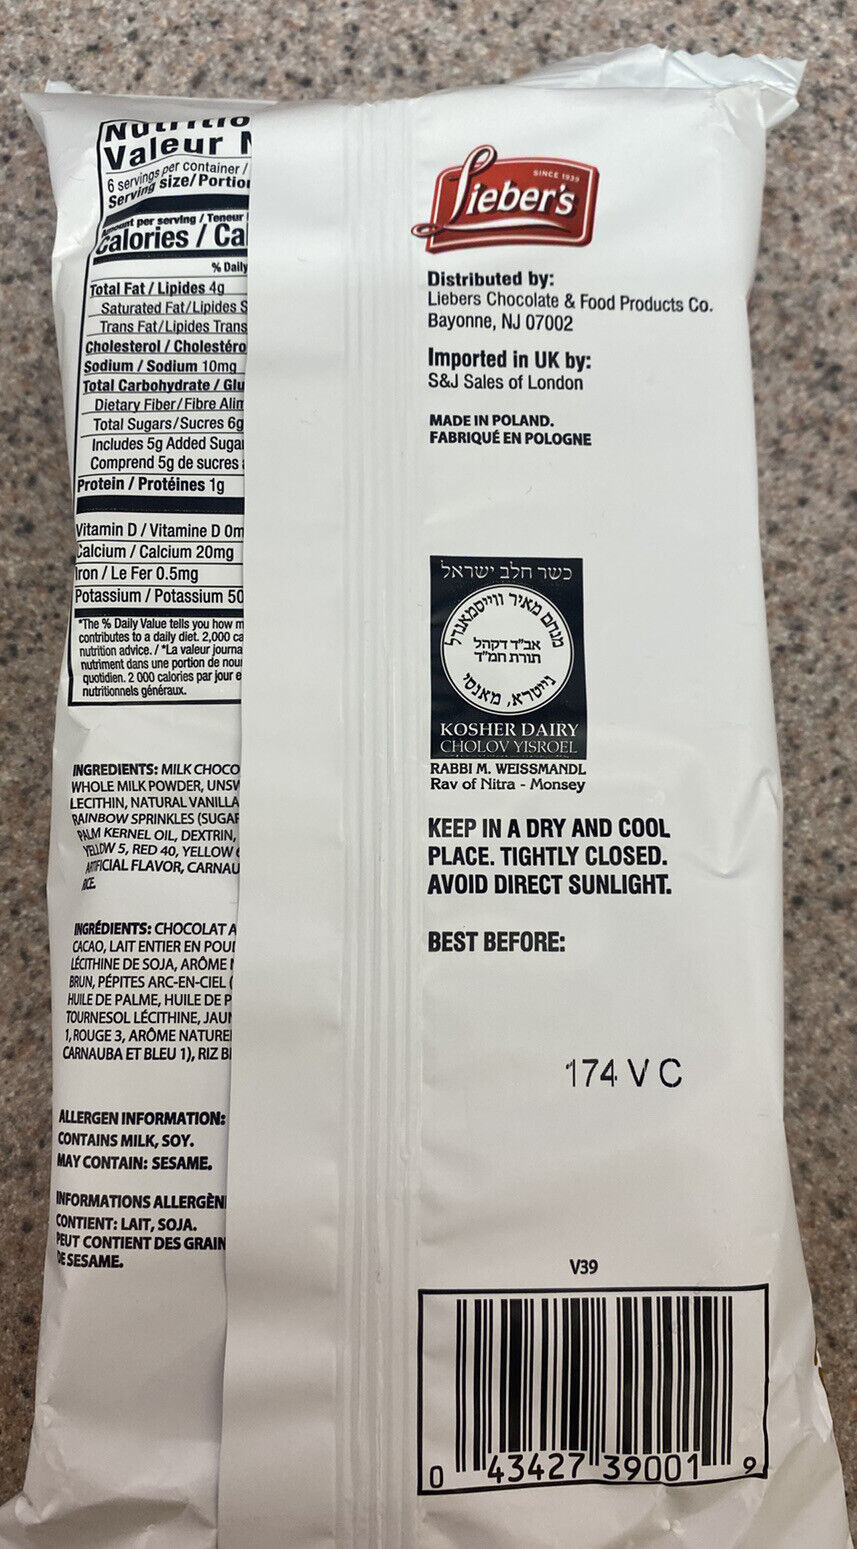 Valeur N
6 servings per container /
Serving size/Portion
Amount per serving / Teneur
Calories / Ca
% Daily
Total Fat / Lipides 4g
Saturated Fat/Lipides S
Trans Fat/Lipides Trans
Cholesterol / Cholestéro
Sodium / Sodium 10mg
Total Carbohydrate / Glu
Dietary Fiber/Fibre Alim
Total Sugars/Sucres 6g
Includes 5g Added Sugar
Comprend 5g de sucres
Protein / Protéines 1g
Vitamin D / Vitamine D 0m
Calcium / Calcium 20mg
Iron / Le Fer 0.5mg
Potassium / Potassium 50
*The % Daily Value tells you how m
contributes to a daily diet. 2,000 ca
nutrition advice. / *La valeur journa
nutriment dans une portion de nour
quotidien. 2 000 calories par jour e
nutritionnels généraux.
INGREDIENTS: MILK CHOCO
WHOLE MILK POWDER, UNSW
LECITHIN, NATURAL VANILLA
RAINBOW SPRINKLES (SUGAR
PALM KERNEL OIL, DEXTRIN,
YELLOW 5, RED 40, YELLOW 6
ARTIFICIAL FLAVOR, CARNAU
RICE.
INGRÉDIENTS: CHOCOLAT A
CACAO, LAIT ENTIER EN POU
LÉCITHINE DE SOJA, ARÔME
BRUN, PÉPITES ARC-EN-CIEL (
HUILE DE PALME, HUILE DE P
TOURNESOL LÉCITHINE, JAUN
1, ROUGE 3, ARÔME NATUREL
CARNAUBA ET BLEU 1), RIZ B
ALLERGEN INFORMATION:
CONTAINS MILK, SOY.
MAY CONTAIN: SESAME.
INFORMATIONS ALLERGÈN
CONTIENT: LAIT, SOJA.
PEUT CONTIENT DES GRAIN
DE SESAME.
SINCE 1939
Lieber's
Distributed by:
Liebers Chocolate & Food Products Co.
Bayonne, NJ 07002
Imported in UK by:
S&J Sales of London
MADE IN POLAND.
FABRIQUÉ EN POLOGNE
כשר חלב ישראל
מנחם מאיר ווייסמאנדל
אב"ד דקהל
תורת חמ"ד
נייטרא, מאנסי
KOSHER DAIRY
CHOLOV YISROEL
RABBI M. WEISSMANDL
Rav of Nitra - Monsey
KEEP IN A DRY AND COOL
PLACE. TIGHTLY CLOSED.
AVOID DIRECT SUNLIGHT.
BEST BEFORE:
174 V C
V39
0 43427 39001 9